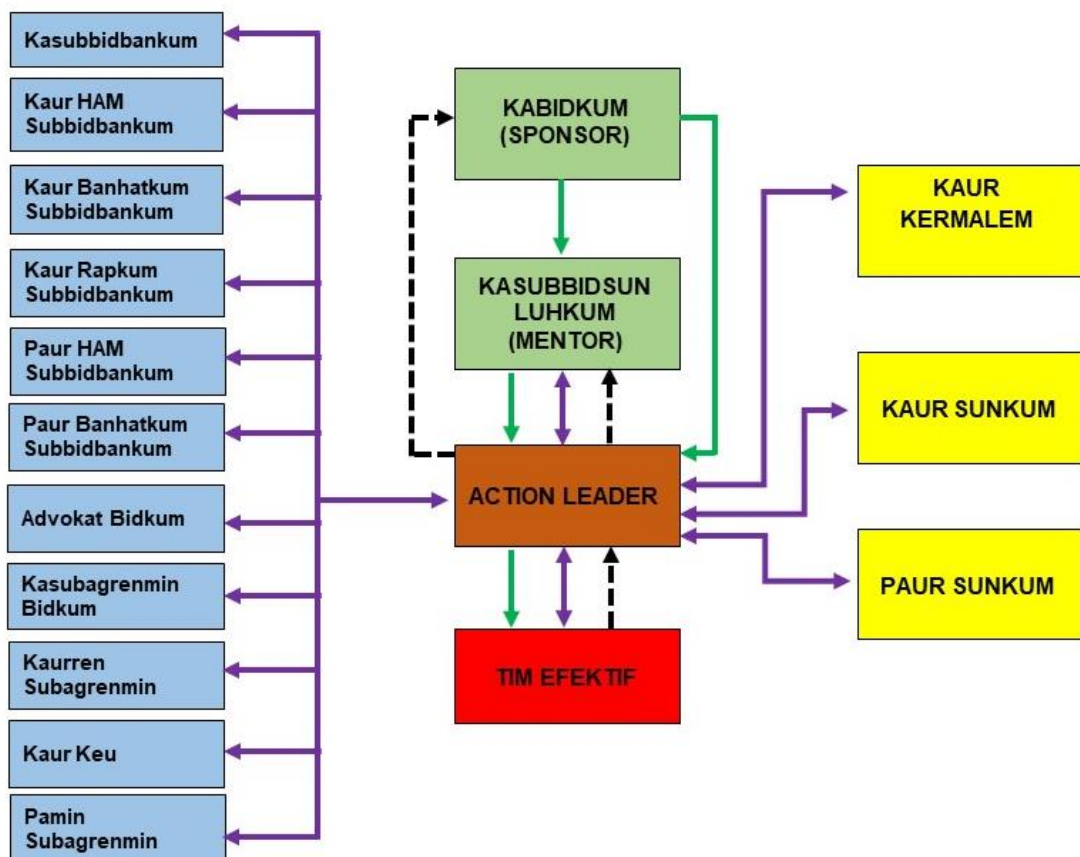 Kasubbidbankum
Kaur HAM
Subbidbankum
Kaur Banhatkum
Subbidbankum
Kaur Rapkum
Subbidbankum
Paur HAM
Subbidbankum
Paur Banhatkum
Subbidbankum
Advokat Bidkum
Kasubagrenmin
Bidkum
Kaurren
Subagrenmin
Kaur Keu
Pamin
Subagrenmin
KABIDKUM
(SPONSOR)
KASUBBIDSUN
LUHKUM
(MENTOR)
ACTION LEADER
TIM EFEKTIF
KAUR
KERMALEM
KAUR SUNKUM
PAUR SUNKUM